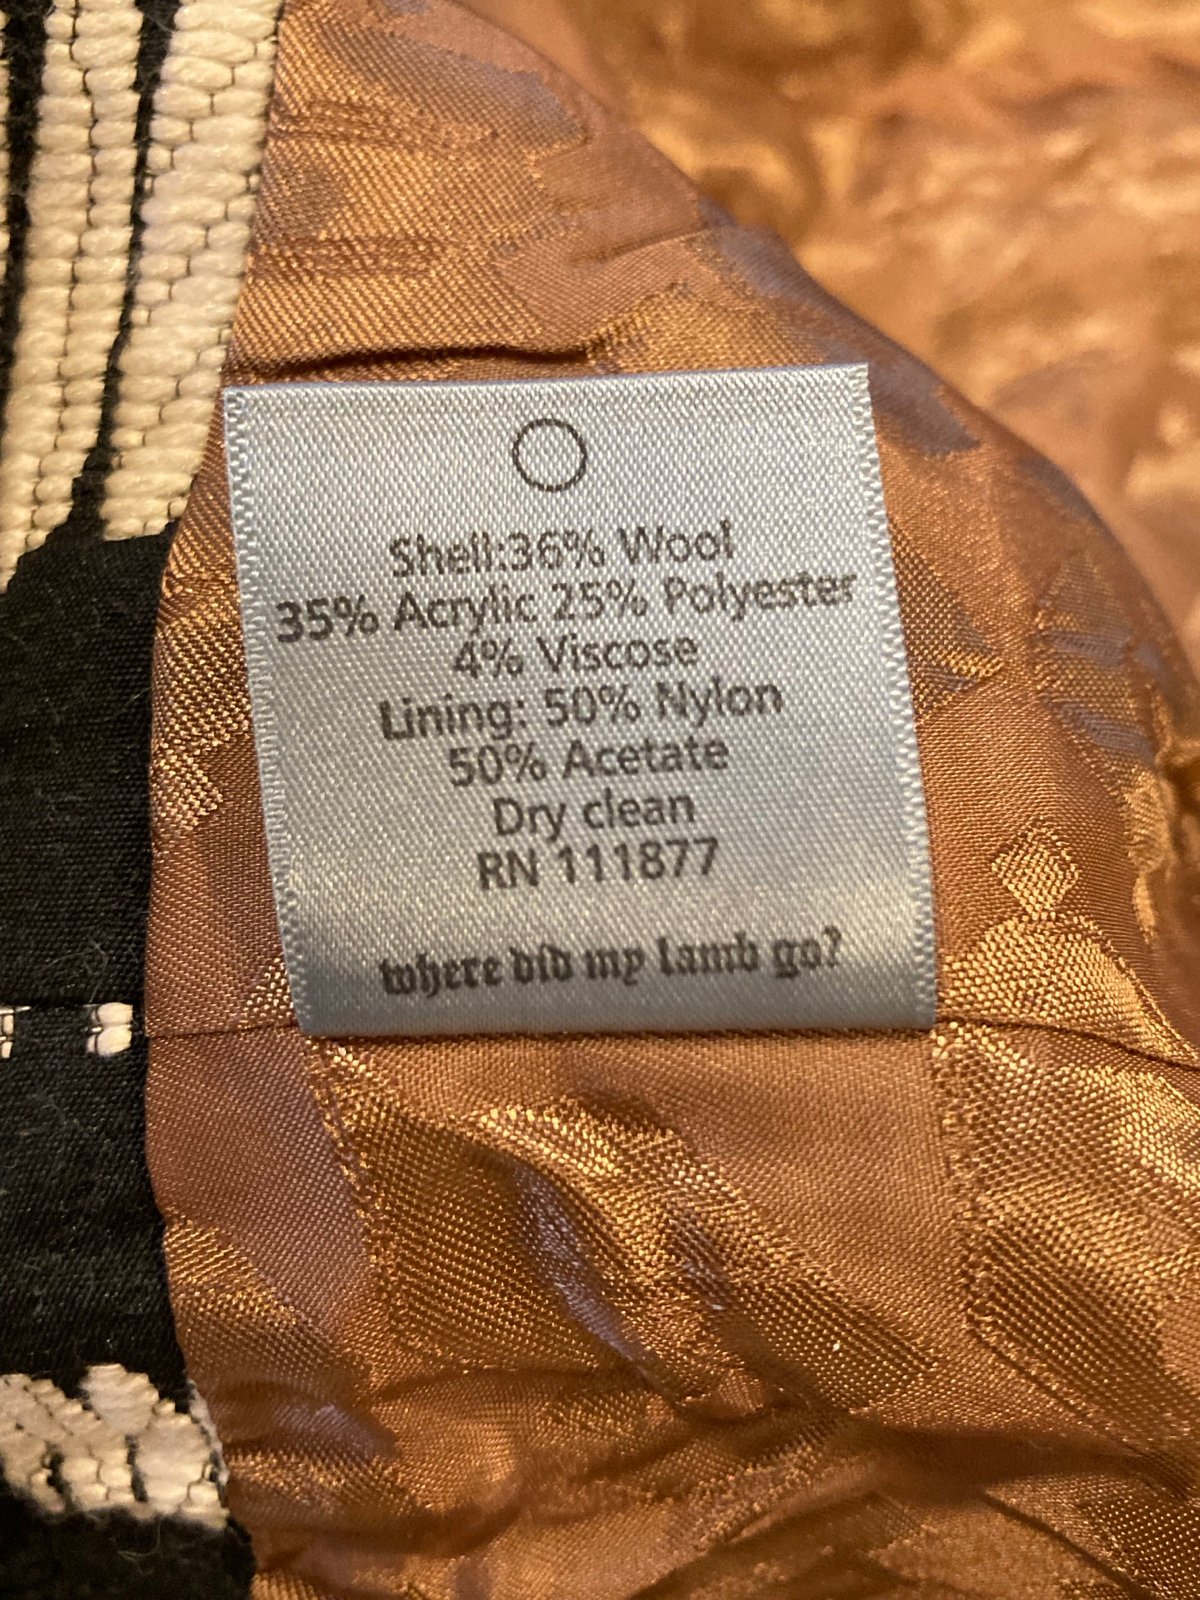 Shell:36% Wool
35% Acrylic 25% Polyester
4% Viscose
Lining: 50% Nylon
50% Acetate
Dry clean
RN 111877
where did my lamb go?